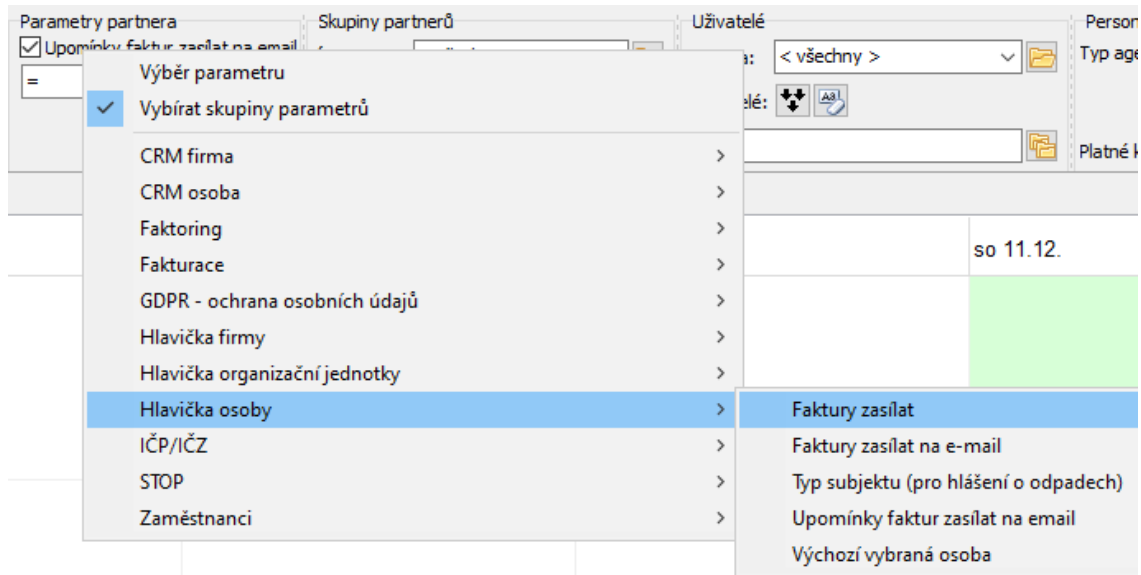 Parametry partnera
Skupiny partnerů
Uživatelé
Upomínky faktur zasílat na email
=
< všechny >
Typ
Platné
Výběr parametru
Vybírat skupiny parametrů
CRM firma
CRM osoba
Faktoring
Fakturace
GDPR - ochrana osobních údajů
Hlavička firmy
Hlavička organizační jednotky
Hlavička osoby
IČP/IČZ
STOP
Zaměstnanci
so 11.12.
Faktury zasílat
Faktury zasílat na e-mail
Typ subjektu (pro hlášení o odpadech)
Upomínky faktur zasílat na email
Výchozí vybraná osoba